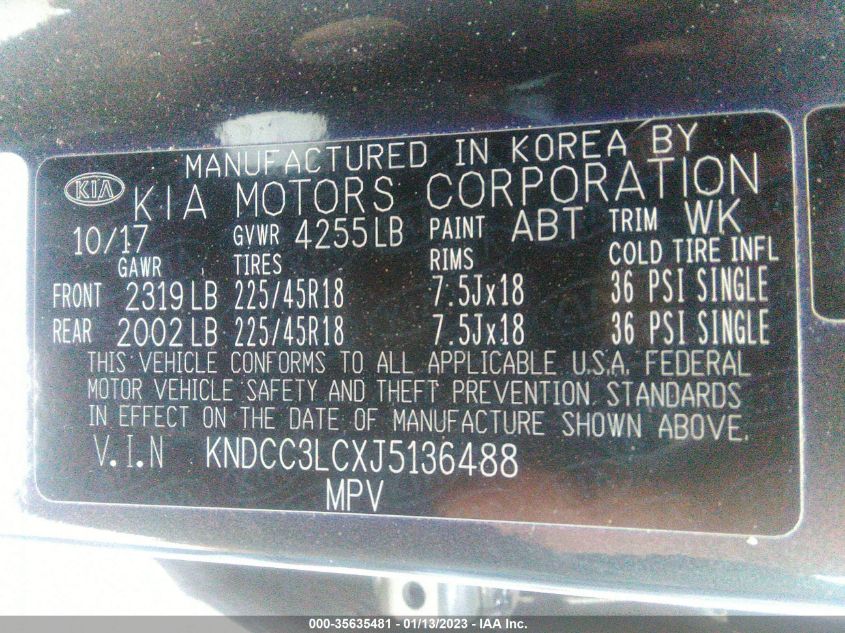 MANUFACTURED IN KOREA BY
KIA KIA MOTORS CORPORATION
10/17 GVWR 4255LB PAINT ABT TRIM WK
GAWR TIRES RIMS COLD TIRE INFL
FRONT 2319LB 225/45R18 7.5Jx18 36 PSI SINGLE
REAR 2002LB 225/45R18 7.5Jx18 36 PSI SINGLE
THIS VEHICLE CONFORMS TO ALL APPLICABLE U.S.A. FEDERAL
MOTOR VEHICLE SAFETY AND THEFT PREVENTION STANDARDS
IN EFFECT ON THE DATE OF MANUFACTURE SHOWN ABOVE.
V.I.N KNDCC3LCXJ5136488
MPV
000-35635481 - 01/13/2023 - IAA Inc.